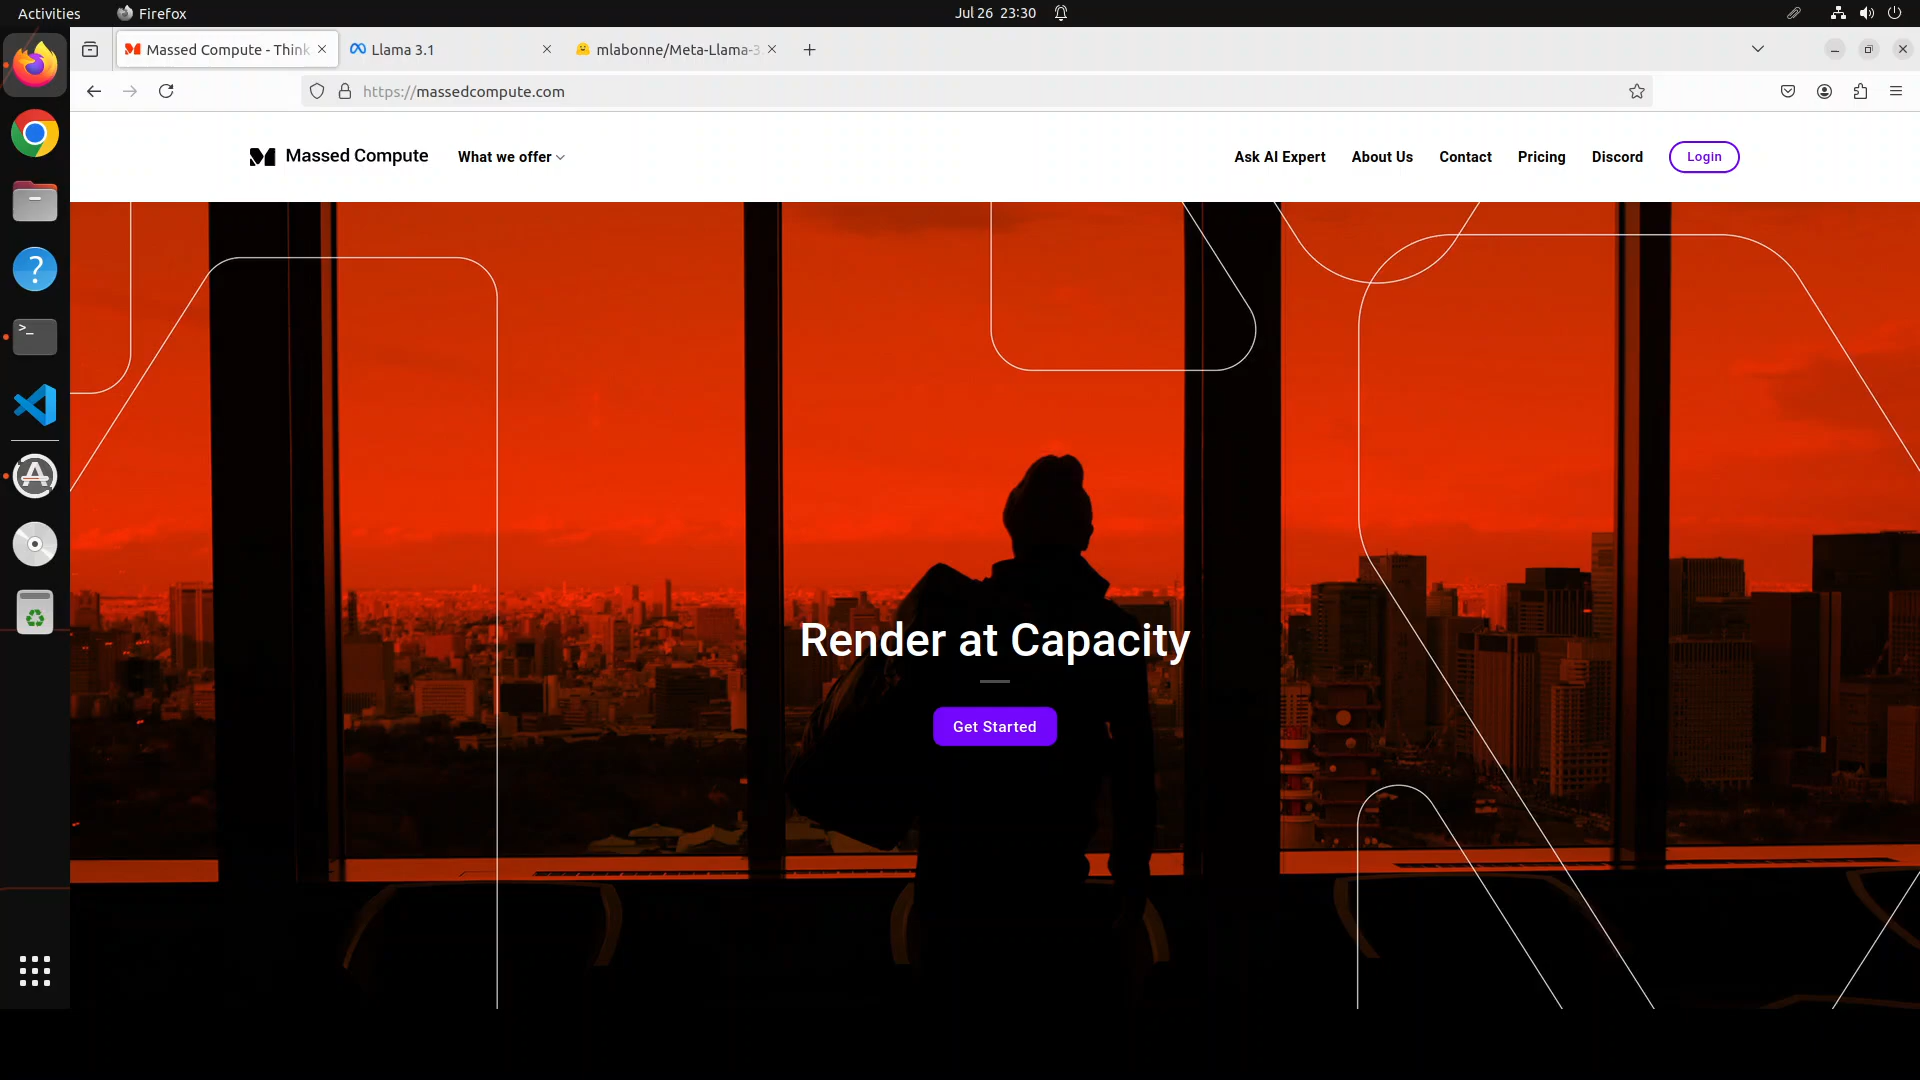 Activities
Firefox
Jul 26 23:30
Massed Compute - Think
Llama 3.1
mlabonne/Meta-Llama-3.
https://massedcompute.com
Massed Compute
What we offer
Ask AI Expert
About Us
Contact
Pricing
Discord
Login
Render at Capacity
Get Started